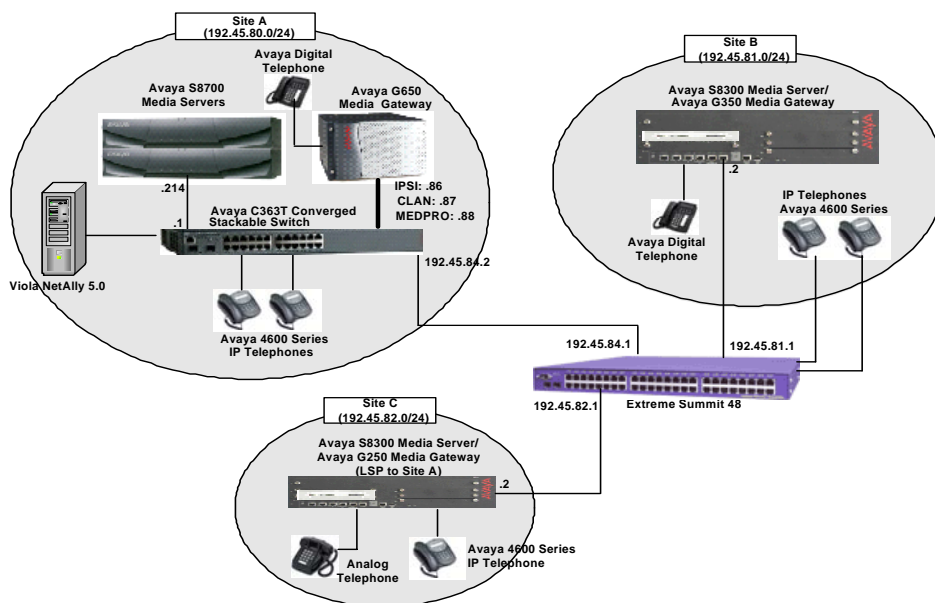 Site A
(192.45.80.0/24)
Avaya Digital
Telephone
Avaya S8700
Media Servers
Avaya G650
Media Gateway
.214
IPSI: .86
CLAN: .87
MEDPRO: .88
Avaya C363T Converged
Stackable Switch
.1
192.45.84.2
Viola NetAlly 5.0
Avaya 4600 Series
IP Telephones
Site B
(192.45.81.0/24)
Avaya S8300 Media Server/
Avaya G350 Media Gateway
AVAYA
.2
IP Telephones
Avaya 4600 Series
Avaya Digital
Telephone
192.45.84.1
192.45.81.1
192.45.82.1
Extreme Summit 48
Site C
(192.45.82.0/24)
Avaya S8300 Media Server/
Avaya G250 Media Gateway
(LSP to Site A)
AVAYA
.2
Analog
Telephone
Avaya 4600 Series
IP Telephone